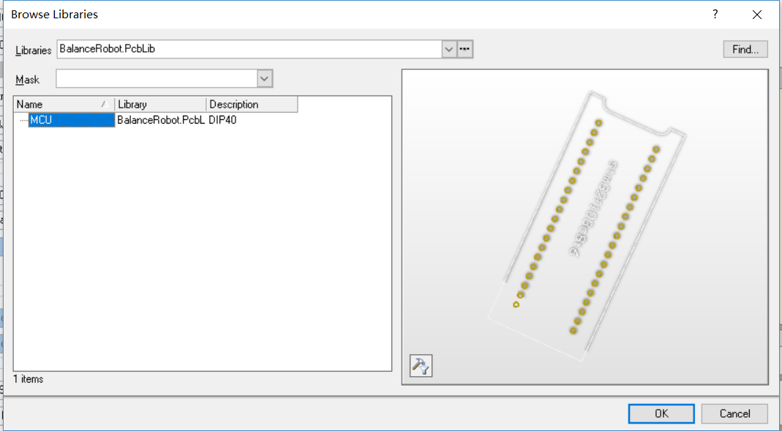 Browse Libraries
Libraries BalanceRobot.PcbLib Find...
Mask
Name Library Description
MCU BalanceRobot.PcbL DIP40
1 items
OK Cancel